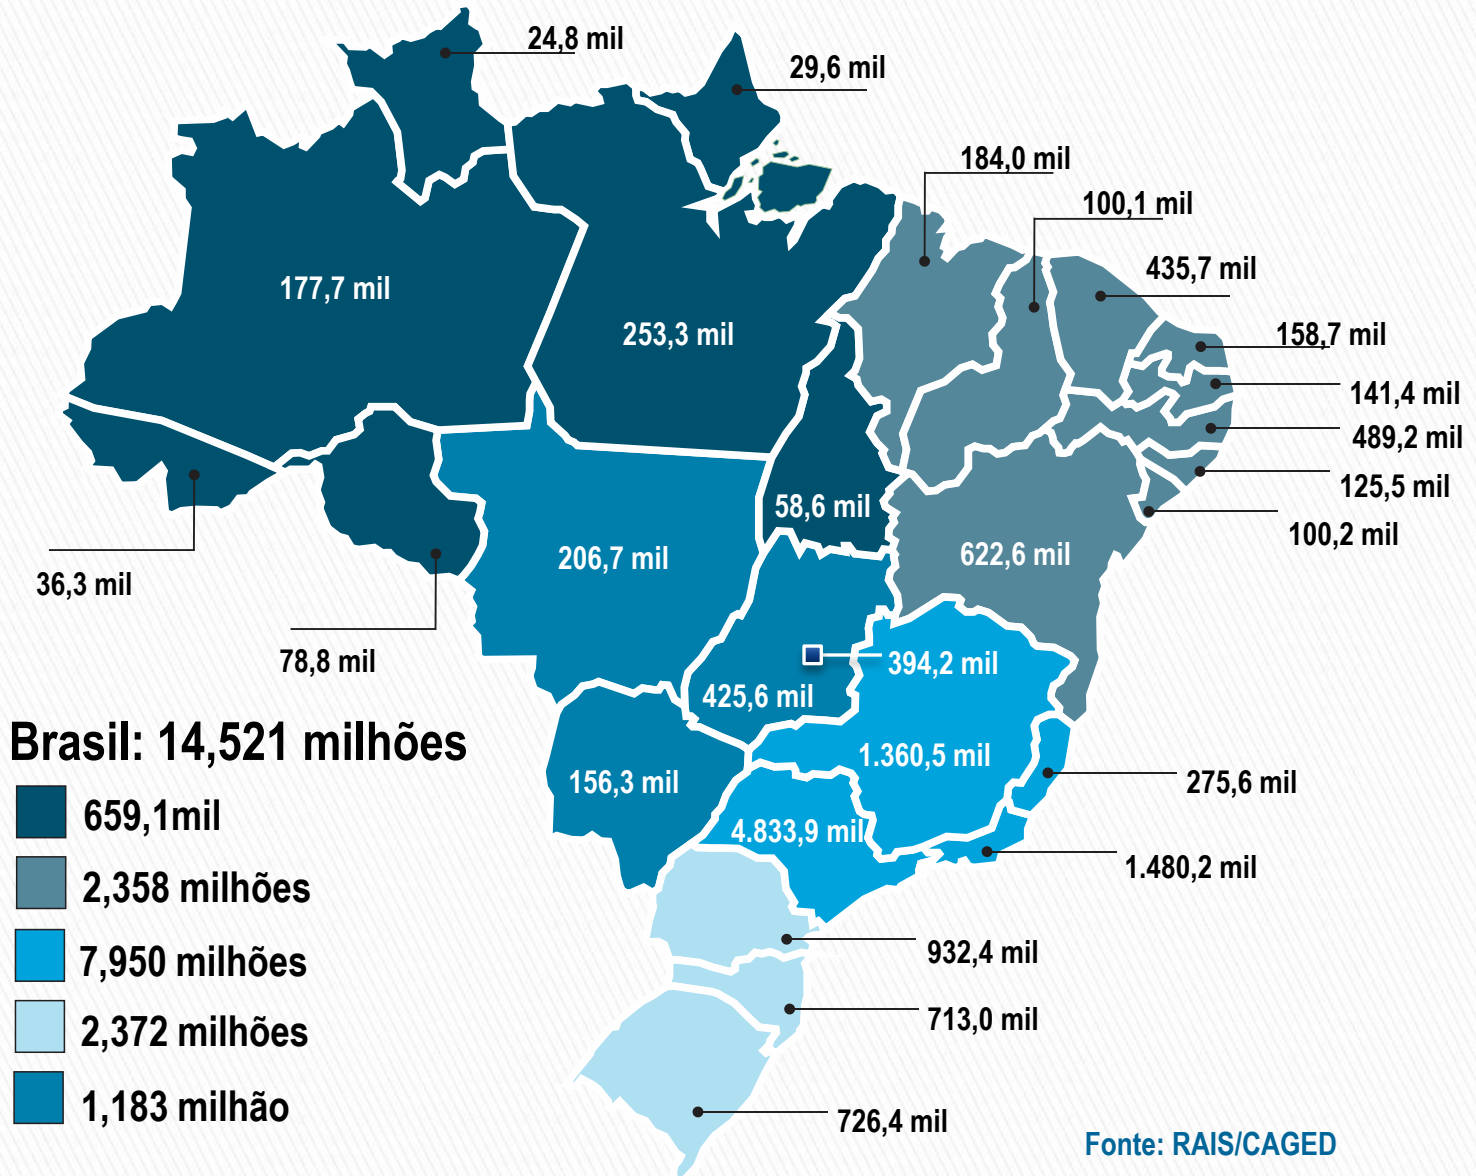 24,8 mil
29,6 mil
184,0 mil
100,1 mil
435,7 mil
177,7 mil
253,3 mil
158,7 mil
141,4 mil
489,2 mil
125,5 mil
58,6 mil
100,2 mil
206,7 mil
622,6 mil
36,3 mil
78,8 mil
394,2 mil
425,6 mil
Brasil: 14,521 milhões
1.360,5 mil
156,3 mil
275,6 mil
659,1mil
4.833,9 mil
1.480,2 mil
2,358 milhões
7,950 milhões
932,4 mil
713,0 mil
2,372 milhões
1,183 milhão
726,4 mil
Fonte: RAIS/CAGED